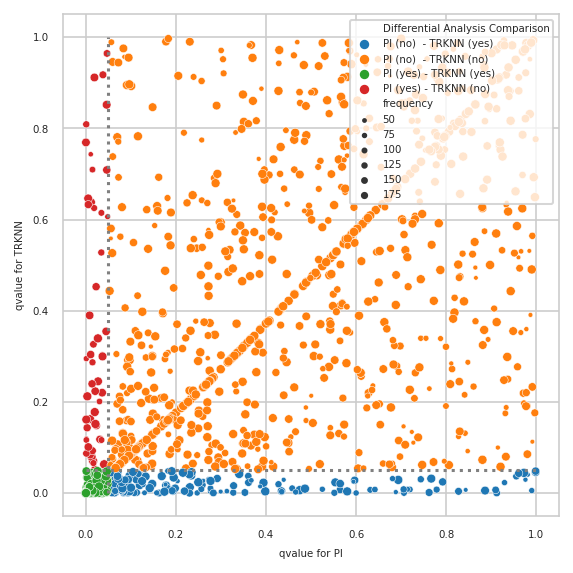 Differential Analysis Comparison
PI (no) - TRKNN (yes)
PI (no) - TRKNN (no)
PI (yes) - TRKNN (yes)
PI (yes) - TRKNN (no)
frequency
50
75
100
125
150
175
qvalue for TRKNN
1.0
0.8
0.6
0.4
0.2
0.0
0.0 0.2 0.4 0.6 0.8 1.0
qvalue for PI